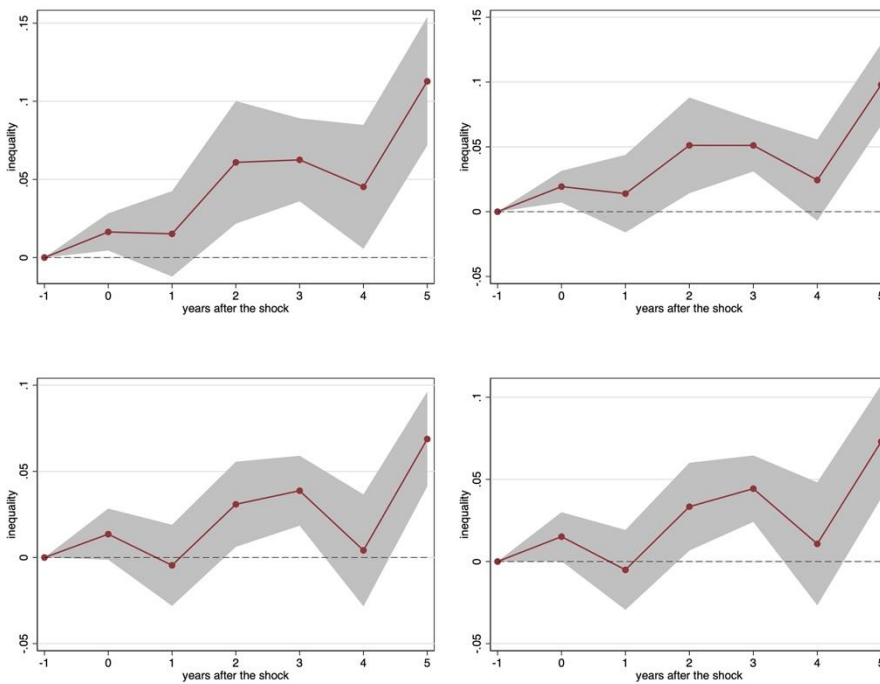 .15
.1
.05
0
inequality
-1 0 1 2 3 4 5
years after the shock
.15
.1
.05
0
-.05
inequality
-1 0 1 2 3 4 5
years after the shock
.1
.05
0
-.05
inequality
-1 0 1 2 3 4 5
years after the shock
.1
.05
0
-.05
inequality
-1 0 1 2 3 4 5
years after the shock